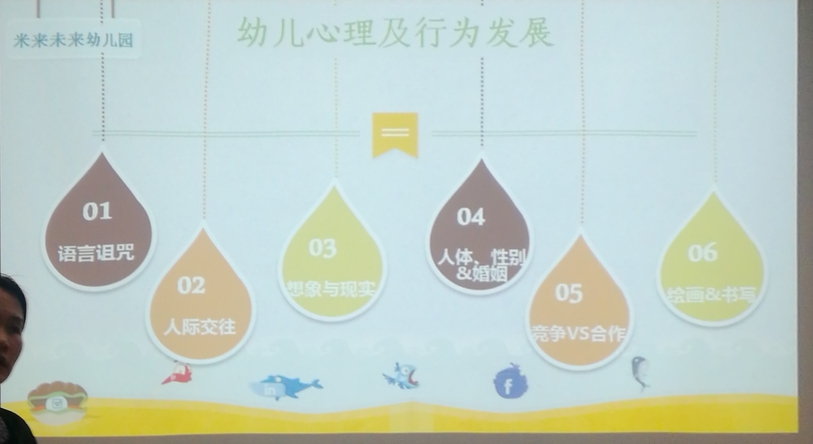 米来未来幼儿园
幼儿心理及行为发展
01
语言诅咒
02
人际交往
03
想象与现实
04
人体、性别
&婚姻
05
竞争VS合作
06
绘画&书写
in
f